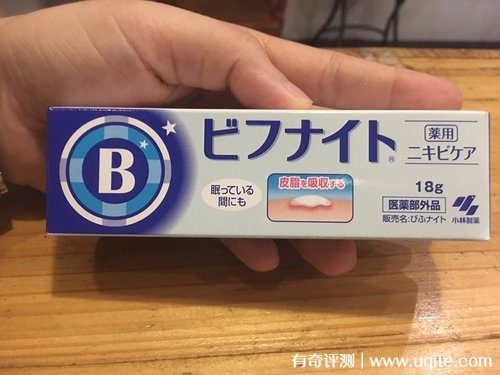 B
ビフナイト®
薬用
ニキビケア
眠っている
間にも
皮脂を吸収する
18g
医薬部外品
販売名:びふナイト
小林製薬
有奇评测 | www.uqite.com